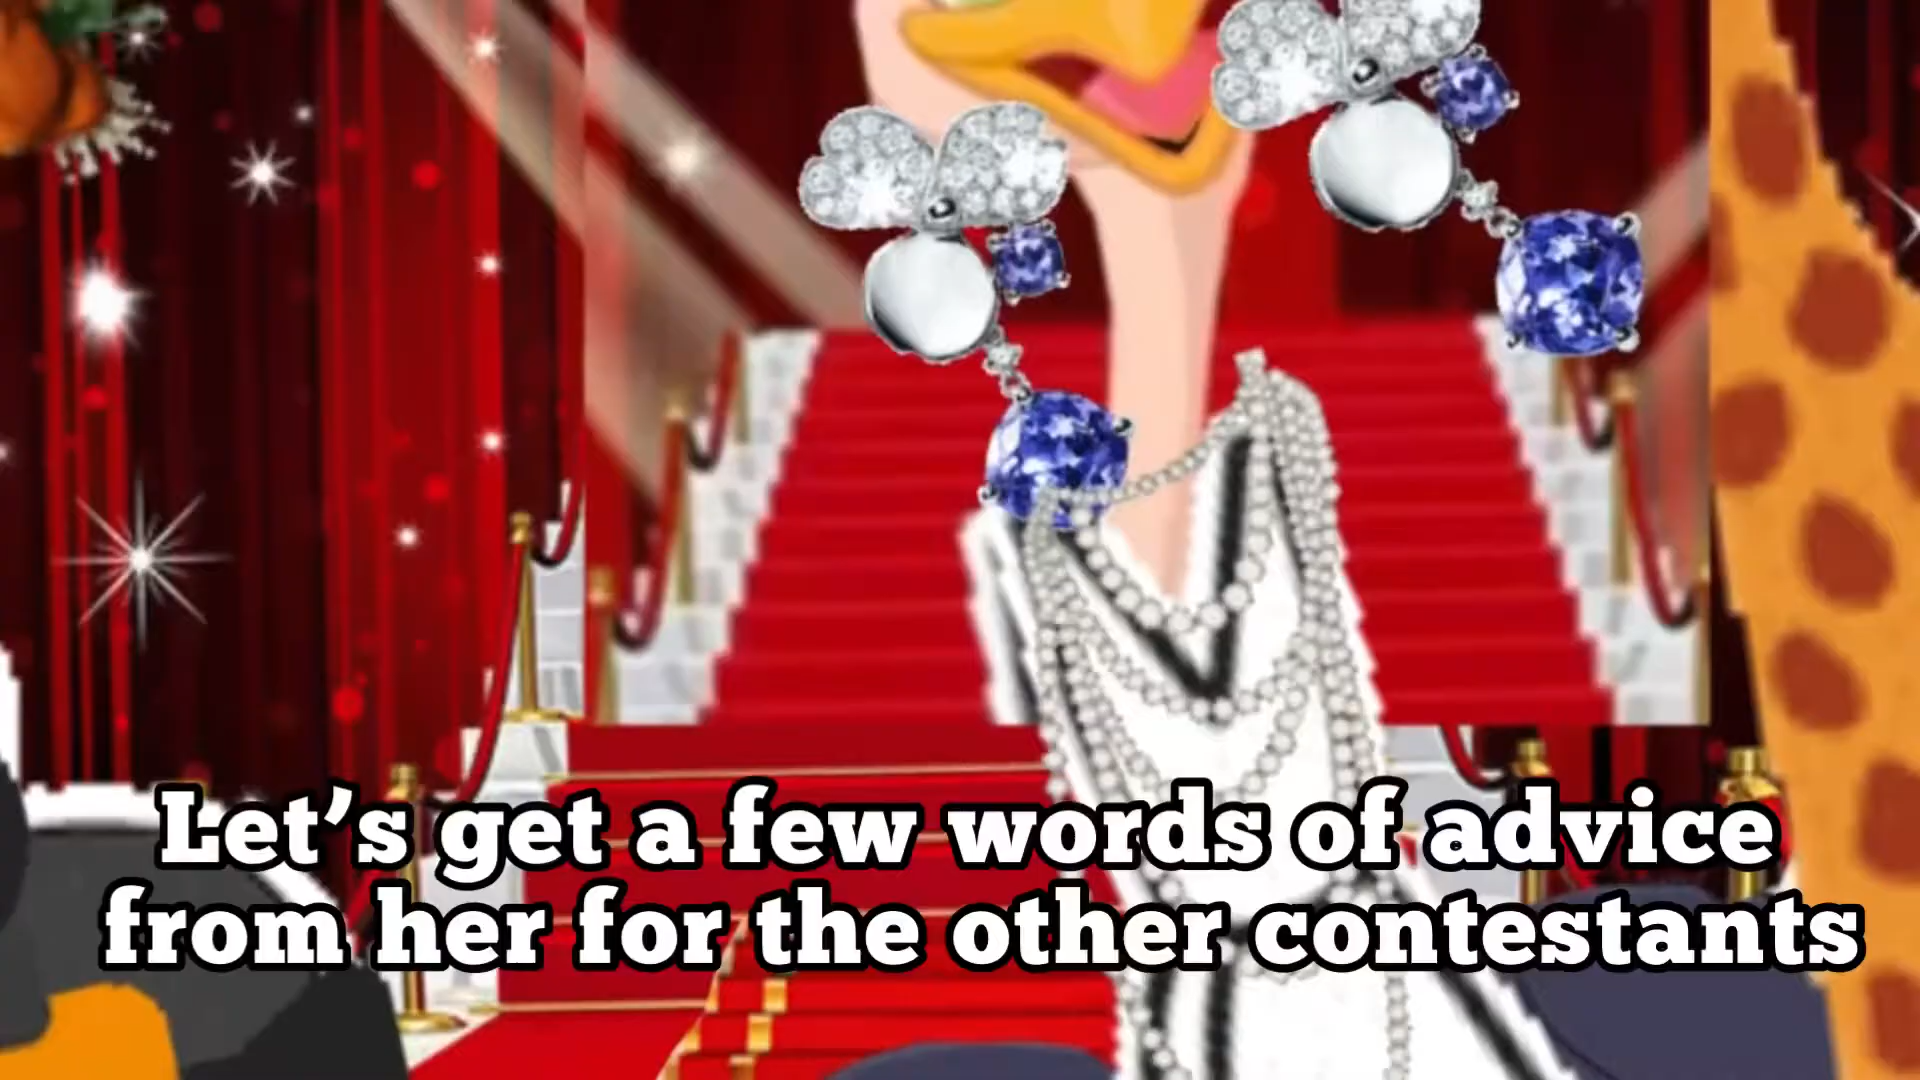 Let’s get a few words of advice
from her for the other contestants